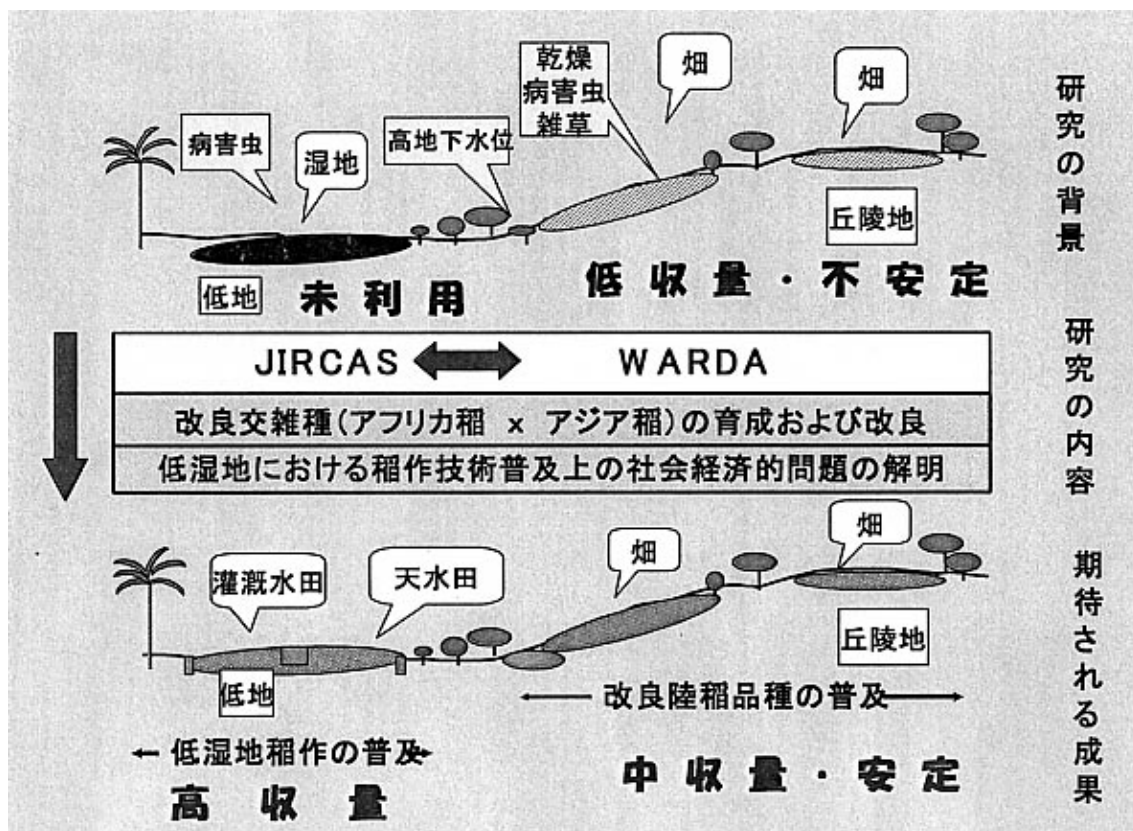 乾燥
病害虫
雑草
畑
畑
病害虫
湿地
高地下水位
丘陵地
低地
未利用
低収量・不安定
研究の背景
JIRCAS
WARDA
改良交雑種(アフリカ稲 x アジア稲)の育成および改良
低湿地における稲作技術普及上の社会経済的問題の解明
研究の内容
畑
畑
灌漑水田
天水田
丘陵地
低地
改良陸稲品種の普及
低湿地稲作の普及
高収量
中収量・安定
期待される成果